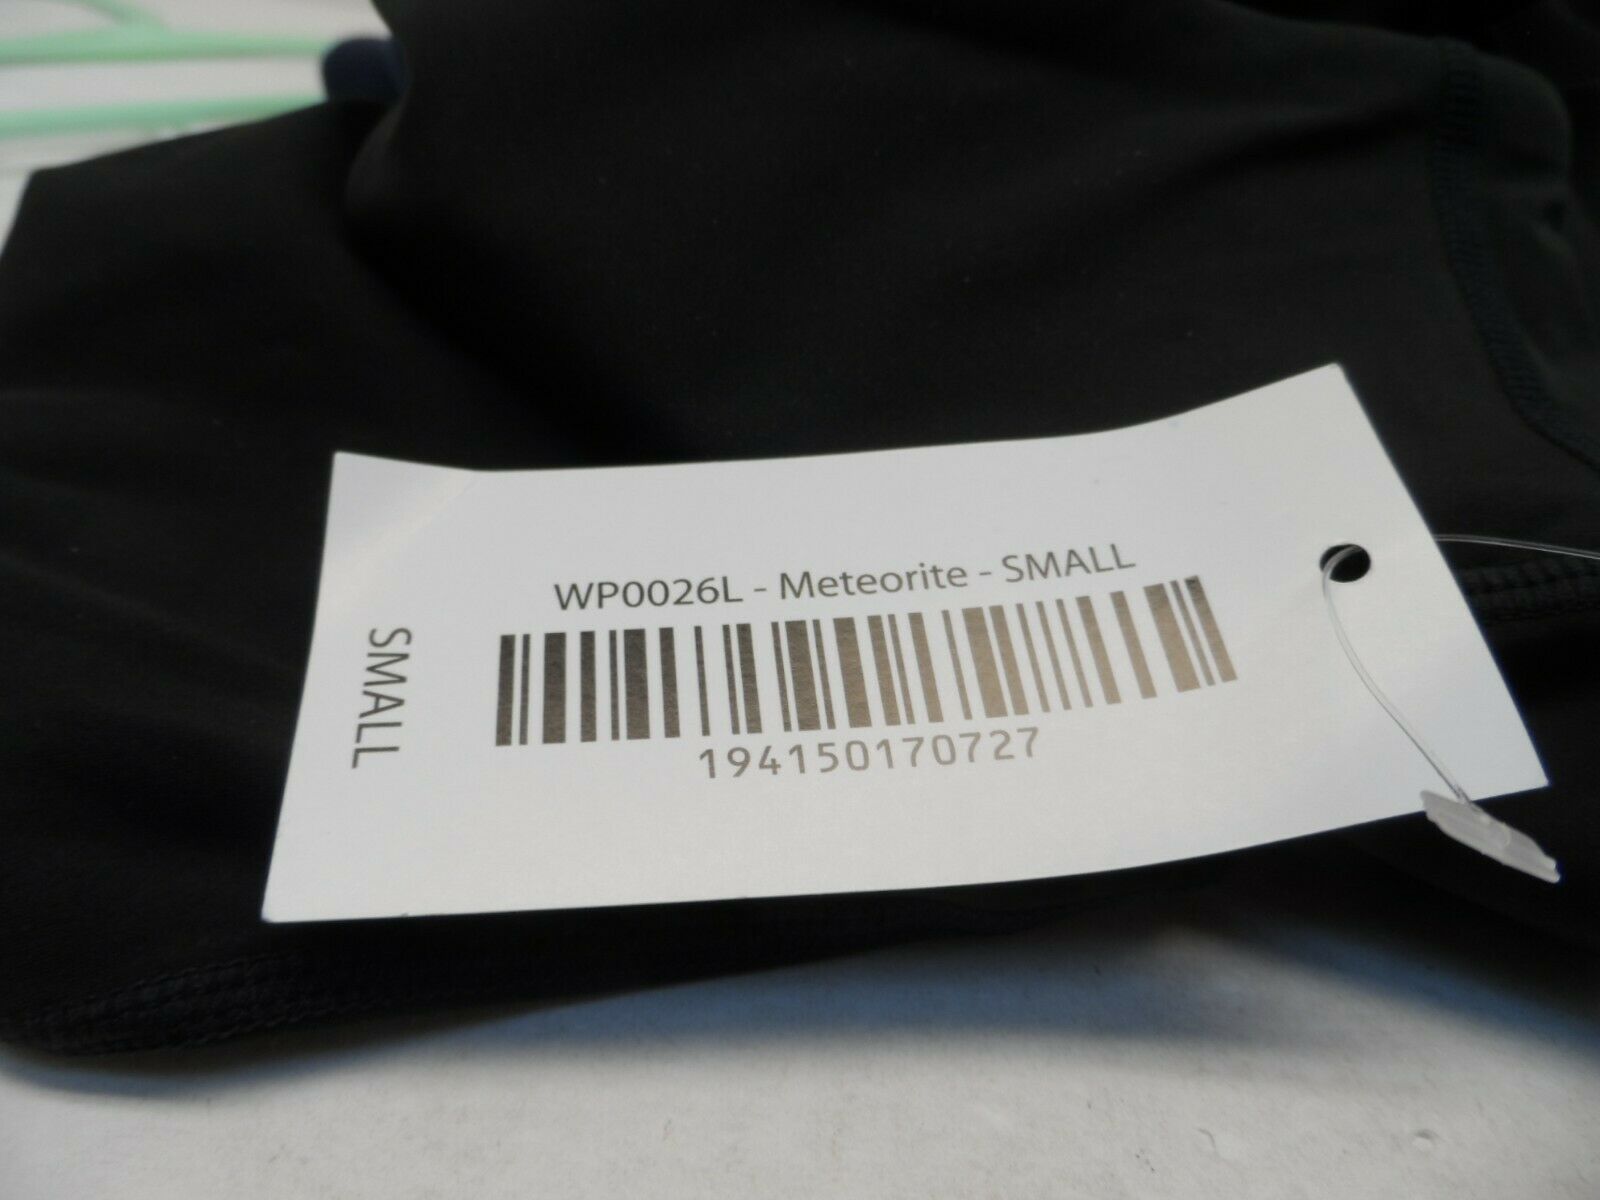 WP0026L - Meteorite - SMALL
194150170727
SMALL